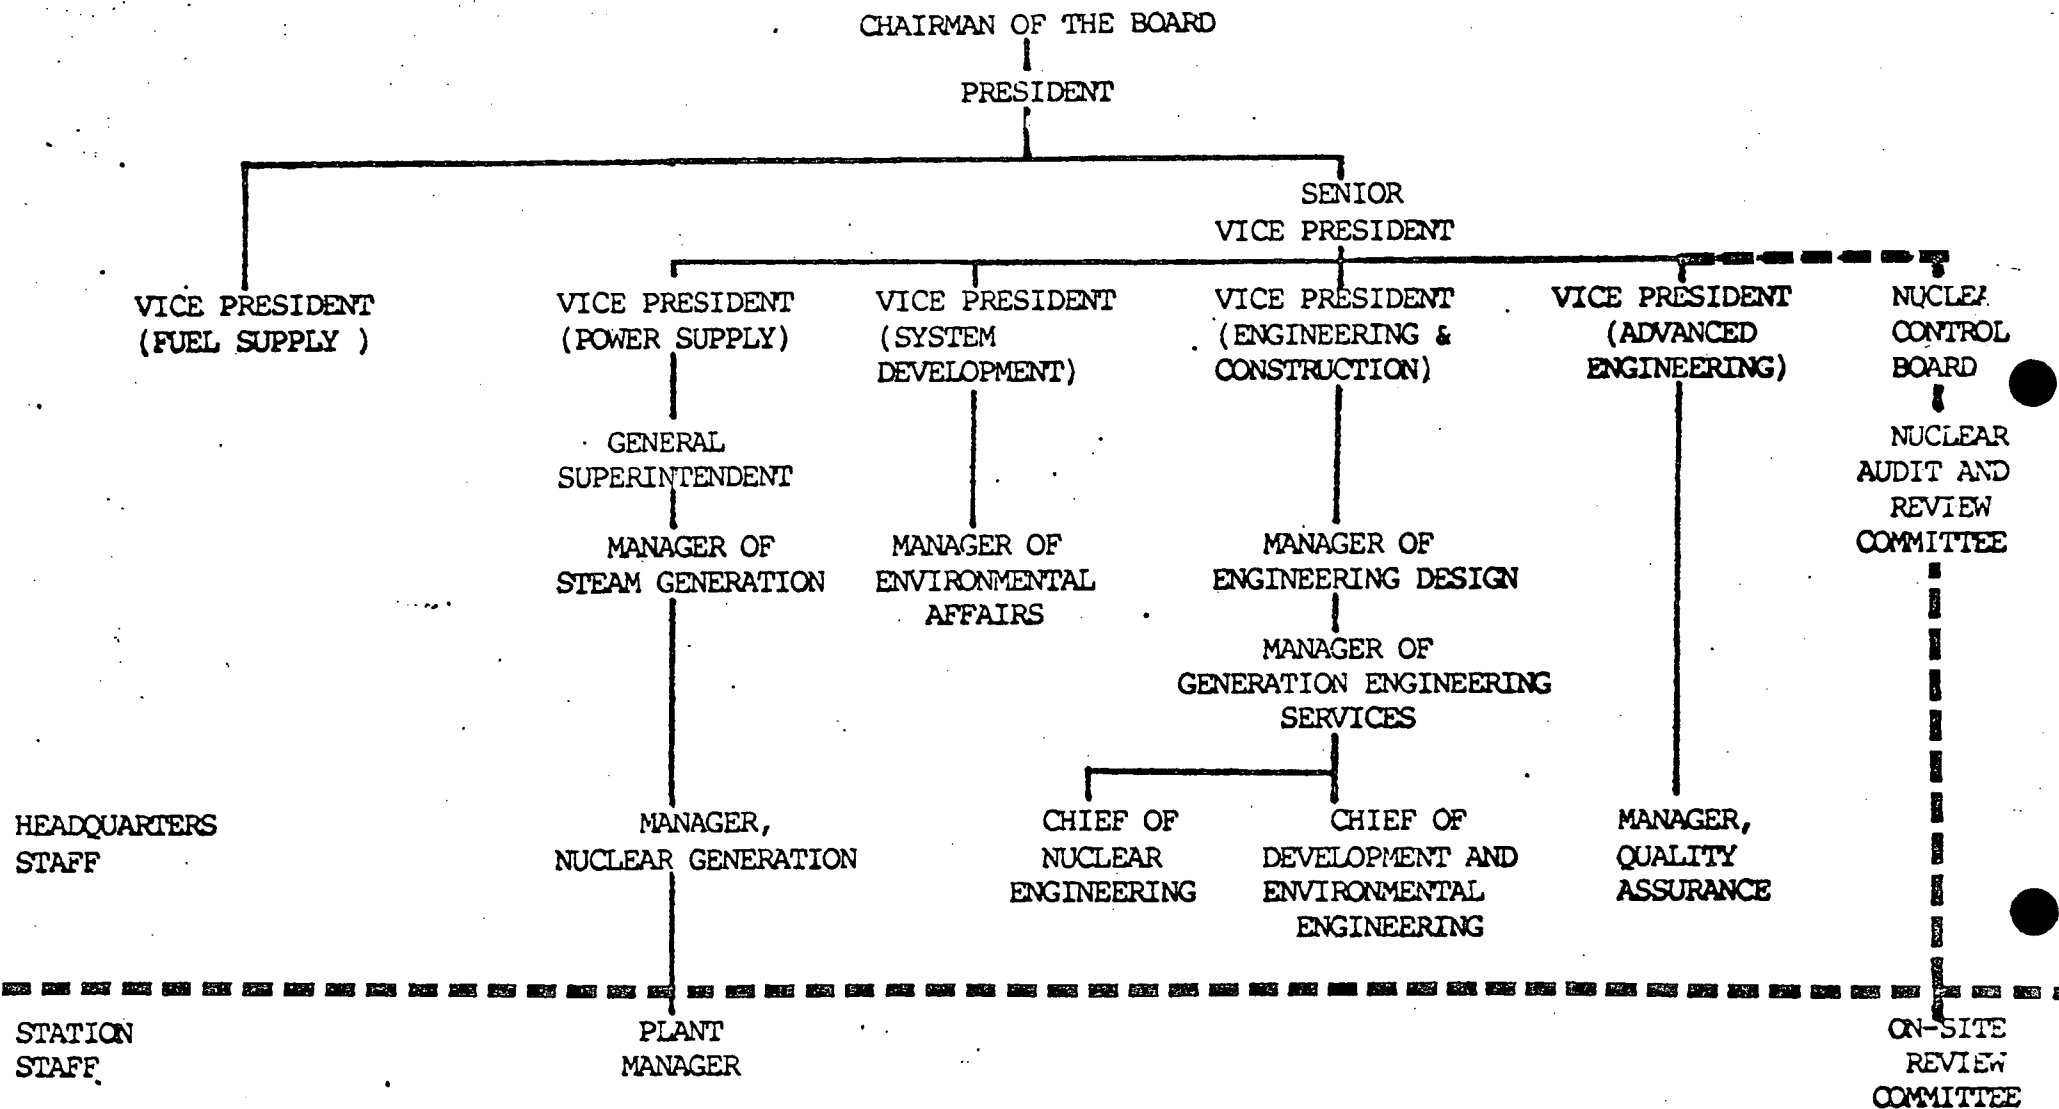 CHAIRMAN OF THE BOARD
PRESIDENT
SENIOR
VICE PRESIDENT
VICE PRESIDENT
(FUEL SUPPLY )
VICE PRESIDENT
(POWER SUPPLY)
VICE PRESIDENT
(SYSTEM
DEVELOPMENT)
VICE PRESIDENT
(ENGINEERING &
CONSTRUCTION)
VICE PRESIDENT
(ADVANCED
ENGINEERING)
CONTROL
BOARD
GENERAL
SUPERINTENDENT
NUCLEAR
AUDIT AND
REVIEW
COMMITTEE
MANAGER OF
STEAM GENERATION
MANAGER OF
ENVIRONMENTAL
AFFAIRS
MANAGER OF
ENGINEERING DESIGN
MANAGER OF
GENERATION ENGINEERING
SERVICES
HEADQUARTERS
STAFF
MANAGER,
NUCLEAR GENERATION
CHIEF OF
NUCLEAR
ENGINEERING
CHIEF OF
DEVELOPMENT AND
ENVIRONMENTAL
ENGINEERING
MANAGER,
QUALITY
ASSURANCE
STATION
STAFF
PLANT
MANAGER
ON-SITE
REVIEW
COMMITTEE